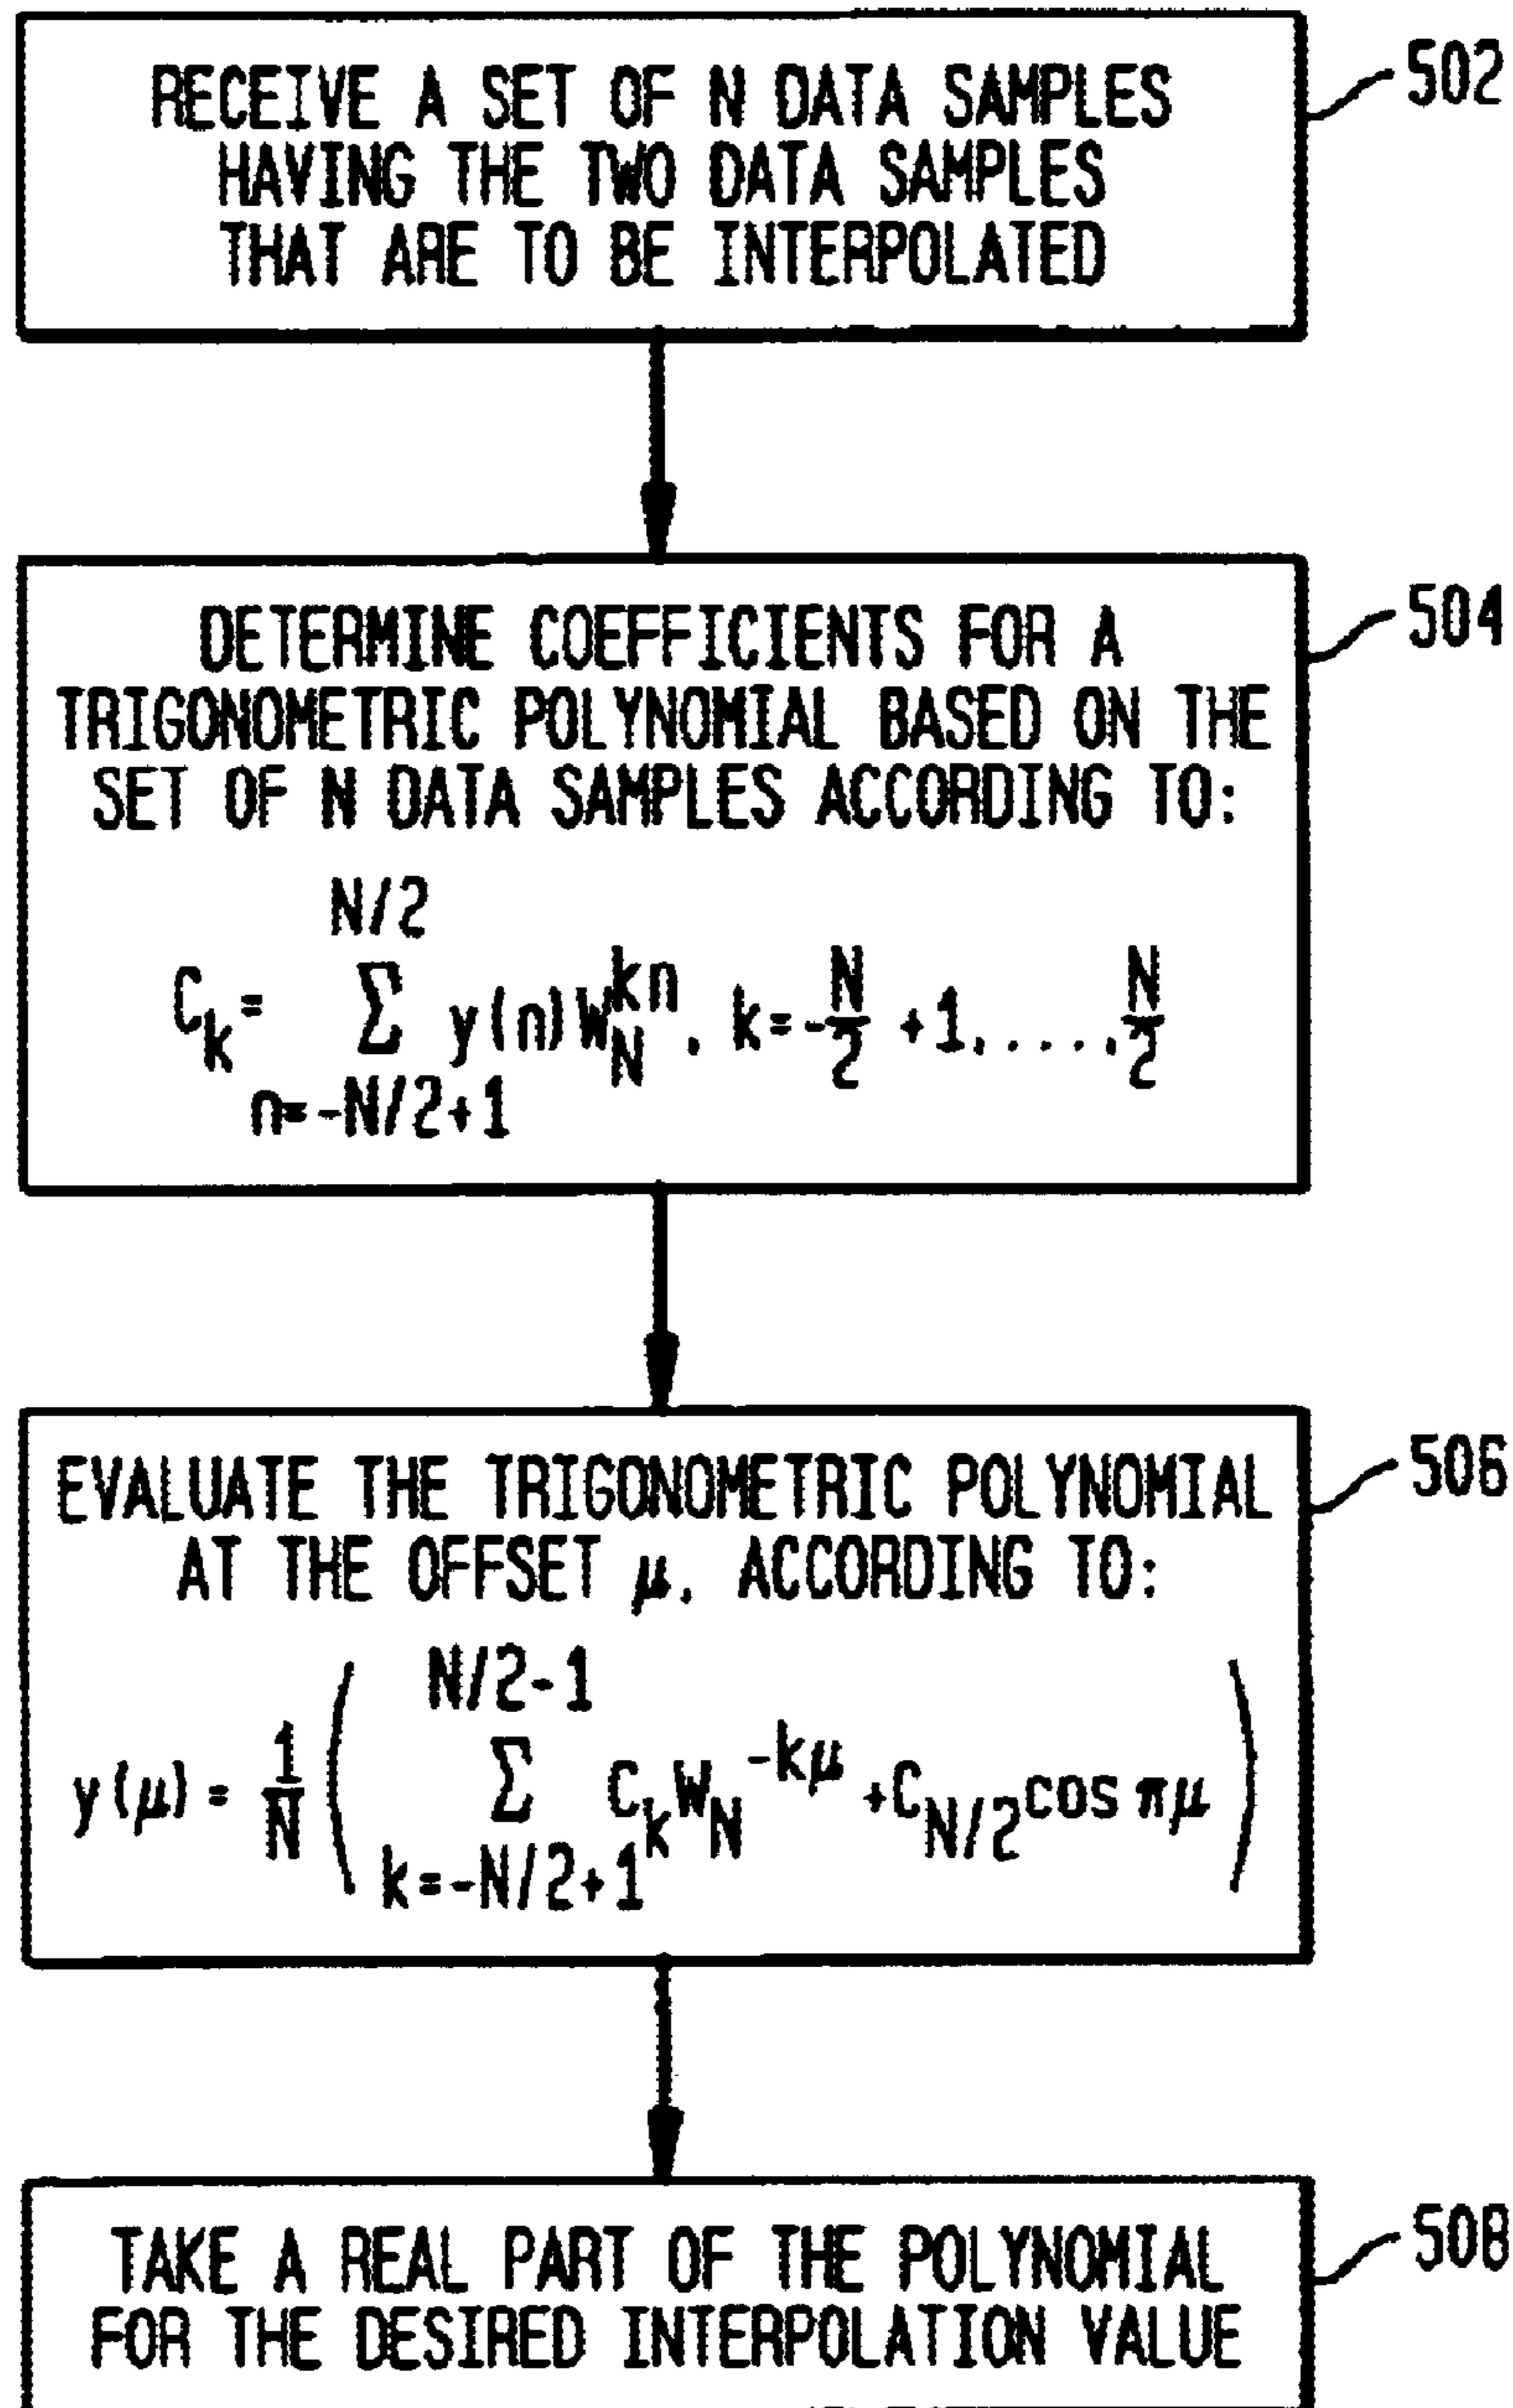 RECEIVE A SET OF N DATA SAMPLES
HAVING THE TWO DATA SAMPLES
THAT ARE TO BE INTERPOLATED
502
DETERMINE COEFFICIENTS FOR A
TRIGONOMETRIC POLYNOMIAL BASED ON THE
SET OF N DATA SAMPLES ACCORDING TO:
504
N/2
C_k = Σ y(n)W_N^{kn}, k=-N/2 +1,....,N/2
n=-N/2+1
EVALUATE THE TRIGONOMETRIC POLYNOMIAL
AT THE OFFSET μ, ACCORDING TO:
506
N/2-1
y(μ) = 1/N ( Σ C_k W_N^{-kμ} +C_{N/2} cos πμ )
k=-N/2+1
TAKE A REAL PART OF THE POLYNOMIAL
FOR THE DESIRED INTERPOLATION VALUE
508